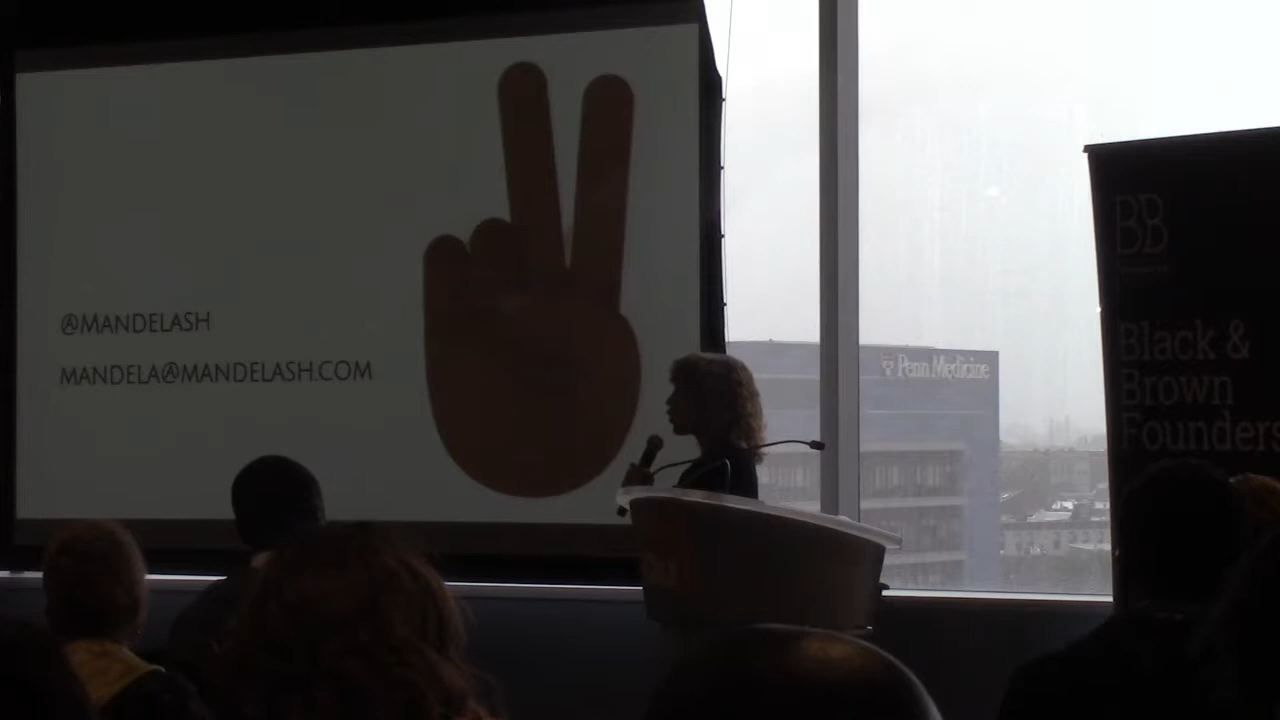 @MANDELASH
MANDELA@MANDELASH.COM
Penn Medicine
BB
Black &
Brown
Founders